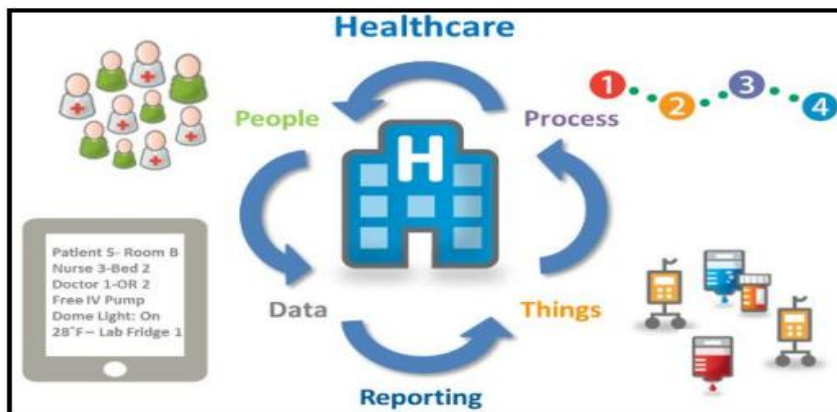 Healthcare
People
Process
1
2
3
4
H
Patient 5- Room B
Nurse 3-Bed 2
Doctor 1-OR 2
Free IV Pump
Dome Light: On
28˚F— Lab Fridge 1
Data
Things
Reporting